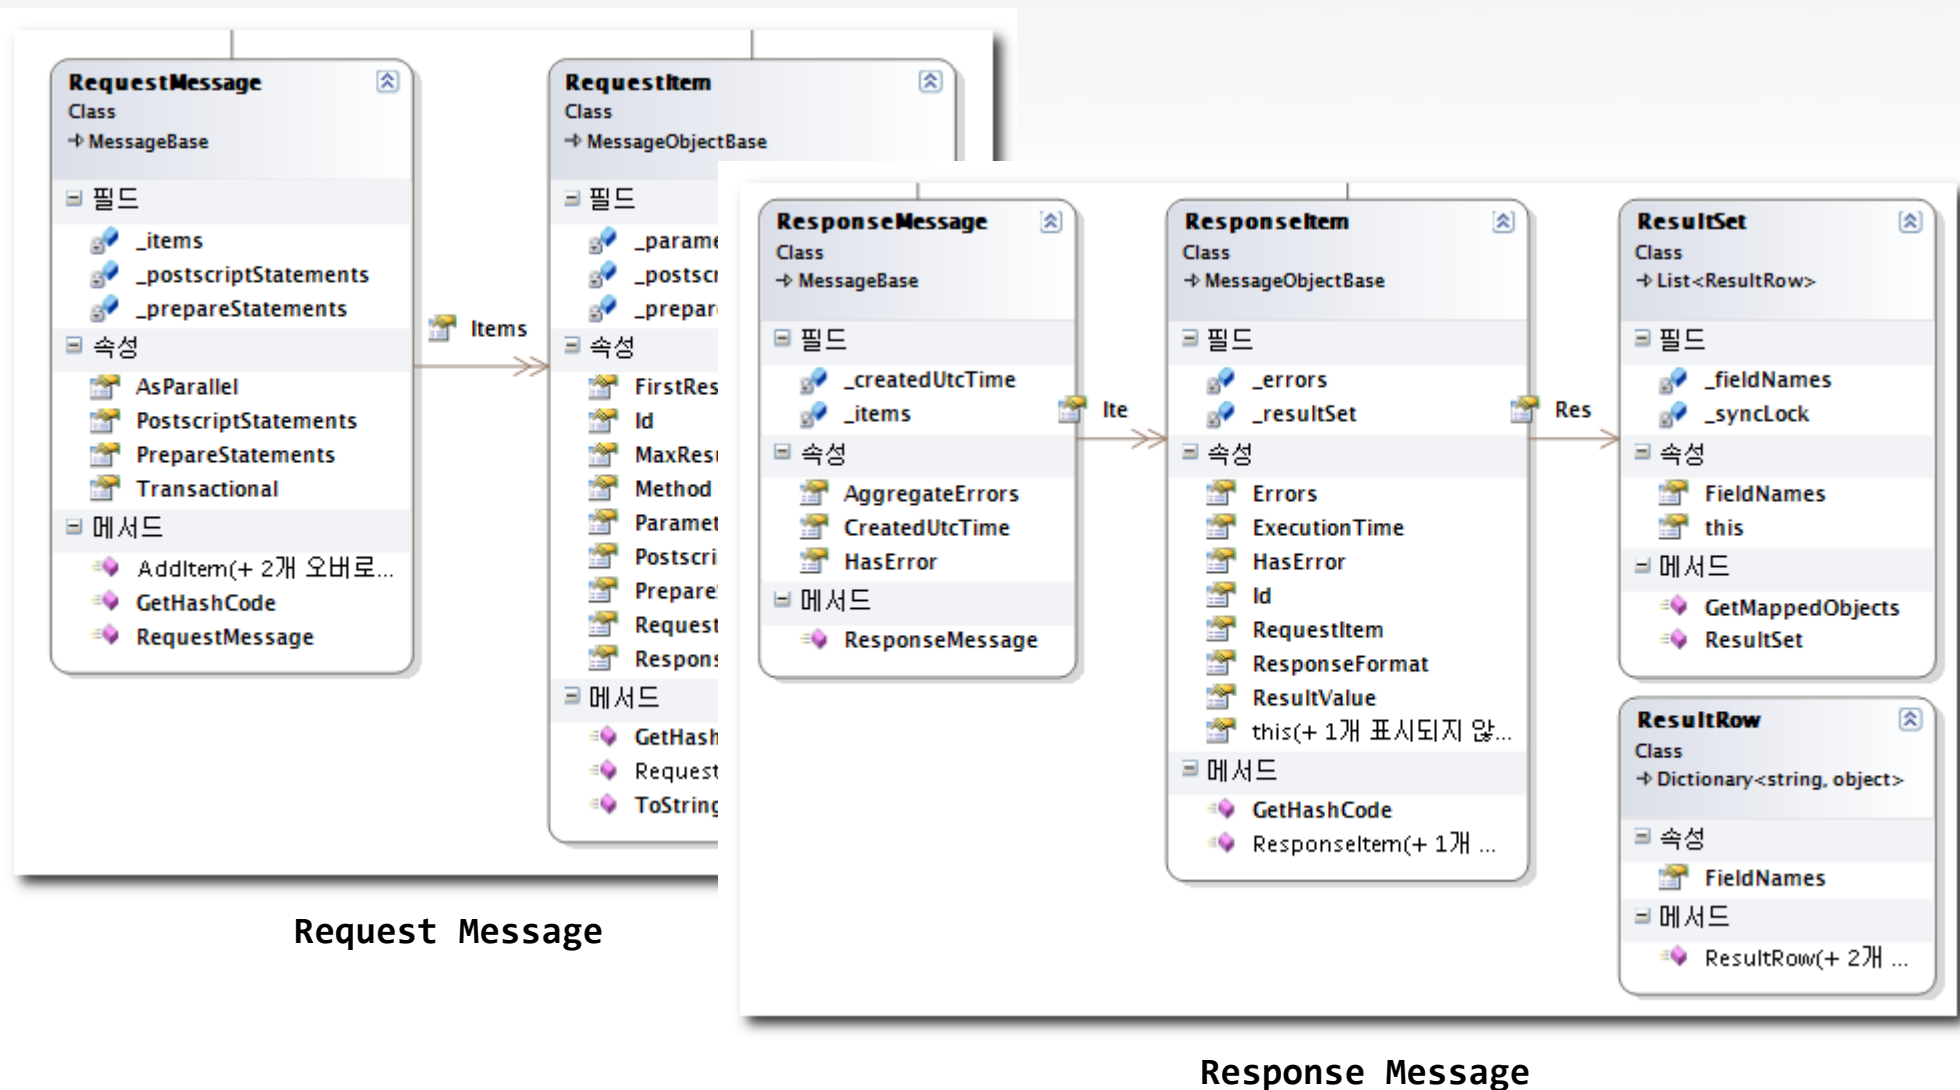 RequestMessage
Class
MessageBase
필드
_items
_postscriptStatements
_prepareStatements
속성
AsParallel
PostscriptStatements
PrepareStatements
Transactional
메서드
AddItem(+ 2개 오버로...
GetHashCode
RequestMessage
Items
RequestItem
Class
MessageObjectBase
필드
속성
FirstRes
Id
MaxResu
Method
Paramet
Postscri
Prepare
Request
Respons
메서드
GetHash
Request
ToString
Request Message
ResponseMessage
Class
MessageBase
필드
_createdUtcTime
_items
속성
AggregateErrors
CreatedUtcTime
HasError
메서드
ResponseMessage
Ite
ResponseItem
Class
MessageObjectBase
필드
_errors
_resultSet
속성
Errors
ExecutionTime
HasError
Id
RequestItem
ResponseFormat
ResultValue
this(+ 1개 표시되지 않...
메서드
GetHashCode
ResponseItem(+ 1개 ...
Res
ResultSet
Class
List<ResultRow>
필드
_fieldNames
_syncLock
속성
FieldNames
this
메서드
GetMappedObjects
ResultSet
ResultRow
Class
Dictionary<string, object>
속성
FieldNames
메서드
ResultRow(+ 2개 ...
Response Message